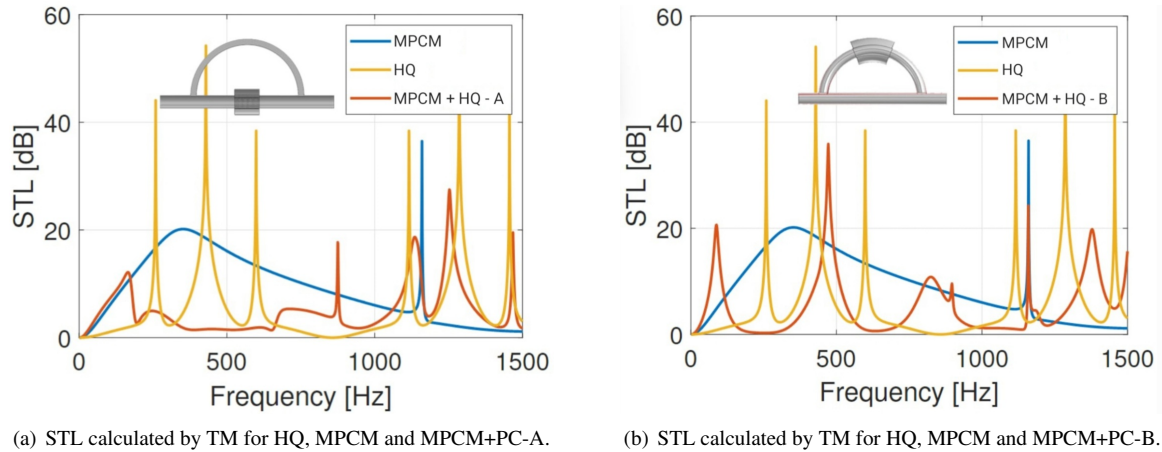 60
40
20
0
STL [dB]
MPCM
HQ
MPCM + HQ - A
0
500
1000
1500
Frequency [Hz]
(a) STL calculated by TM for HQ, MPCM and MPCM+PC-A.
60
40
20
0
STL [dB]
MPCM
HQ
MPCM + HQ - B
0
500
1000
1500
Frequency [Hz]
(b) STL calculated by TM for HQ, MPCM and MPCM+PC-B.